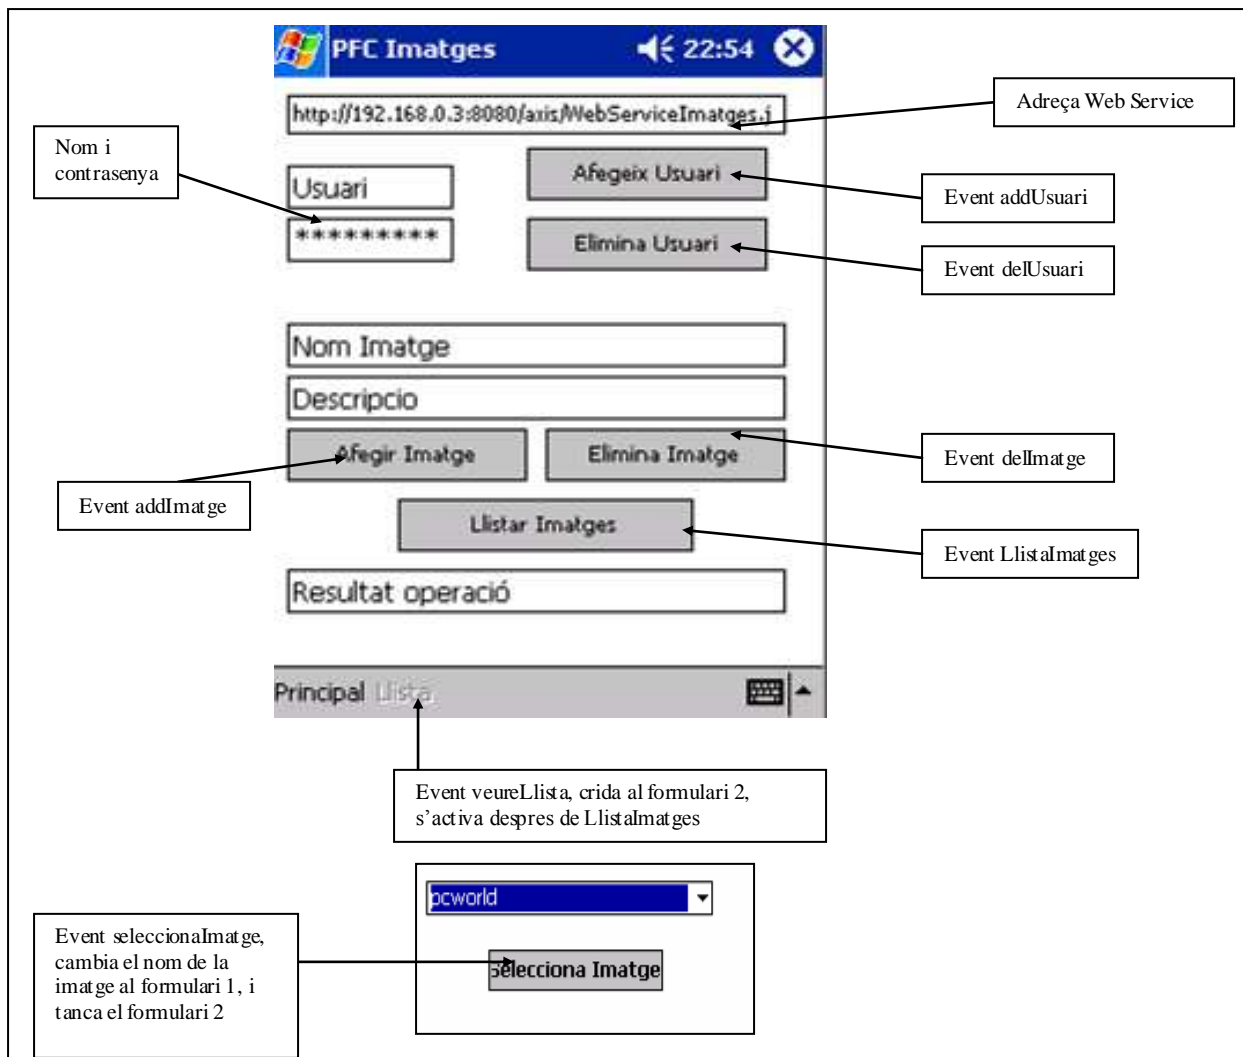 PFC Imatges 22:54
http://192.168.0.3:8080/axis/WebServiceImatges.j
Adreça Web Service
Nom i
contrasenya
Usuari
Afegeix Usuari
Event addUsuari
*********
Elimina Usuari
Event delUsuari
Nom Imatge
Descripcio
Afegir Imatge
Elimina Imatge
Event delImatge
Event addImatge
Llistar Imatges
Event LlistaImatges
Resultat operació
Principal Llista
Event veureLlista, crida al formulari 2,
s'activa despres de LlistaImatges
pcworld
Selecciona Imatge
Event seleccionaImatge,
cambia el nom de la
imatge al formulari 1, i
tanca el formulari 2